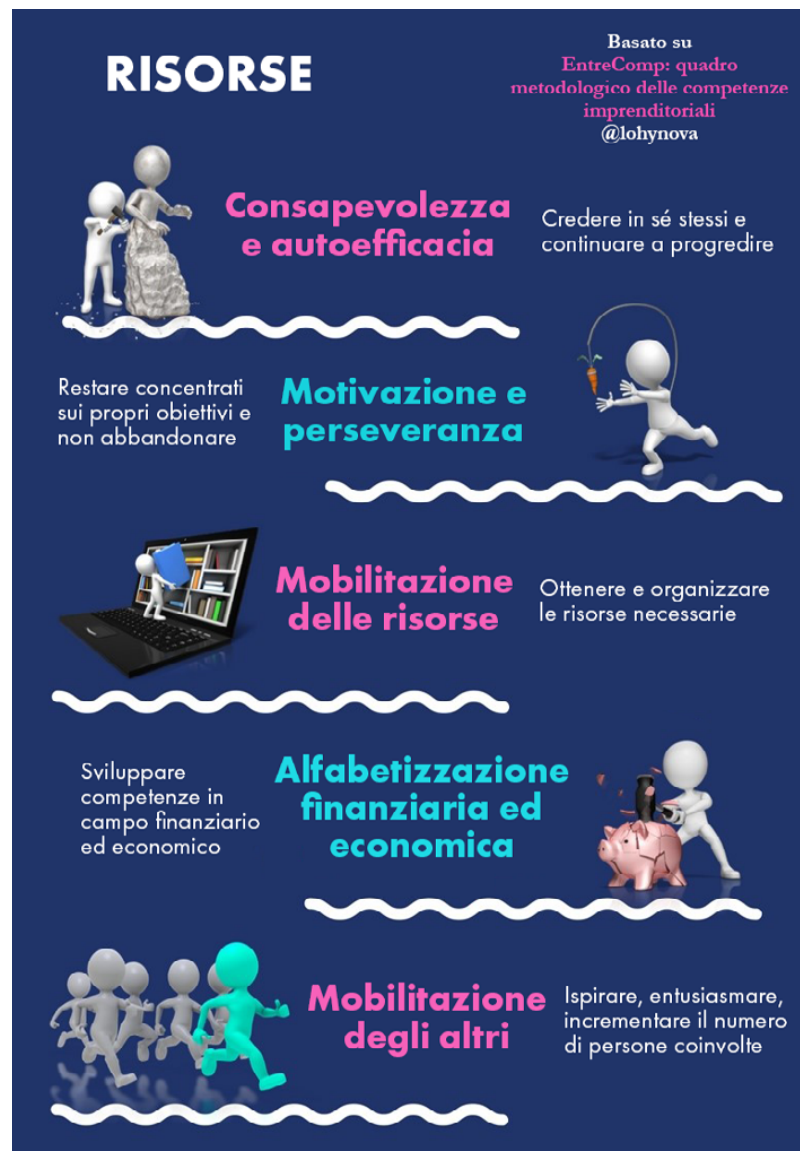 RISORSE
Basato su
EntreComp: quadro
metodologico delle competenze
imprenditoriali
@lohynova
Consapevolezza
e autoefficacia
Credere in sé stessi e
continuare a progredire
Restare concentrati
sui propri obiettivi e
non abbandonare
Motivazione e
perseveranza
Mobilitazione
delle risorse
Ottenere e organizzare
le risorse necessarie
Sviluppare
competenze in
campo finanziario
ed economico
Alfabetizzazione
finanziaria ed
economica
Mobilitazione
degli altri
Ispirare, entusiasmare,
incrementare il numero
di persone coinvolte